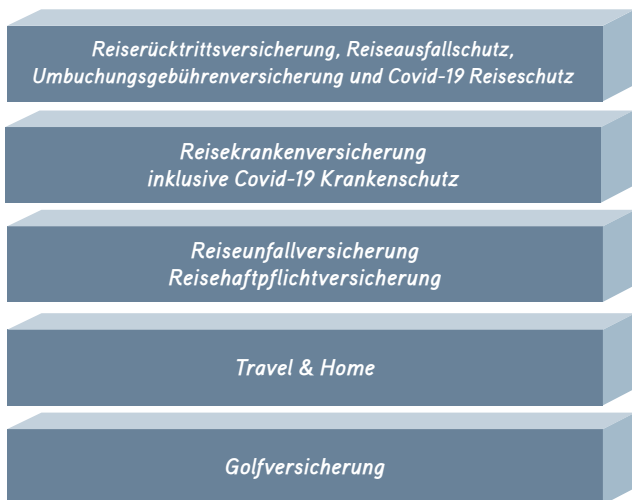 Reiserücktrittsversicherung, Reiseausfallschutz,
Umbuchungsgebührenversicherung und Covid-19 Reiseschutz
Reisekrankenversicherung
inklusive Covid-19 Krankenschutz
Reiseunfallversicherung
Reisehaftpflichtversicherung
Travel & Home
Golfversicherung